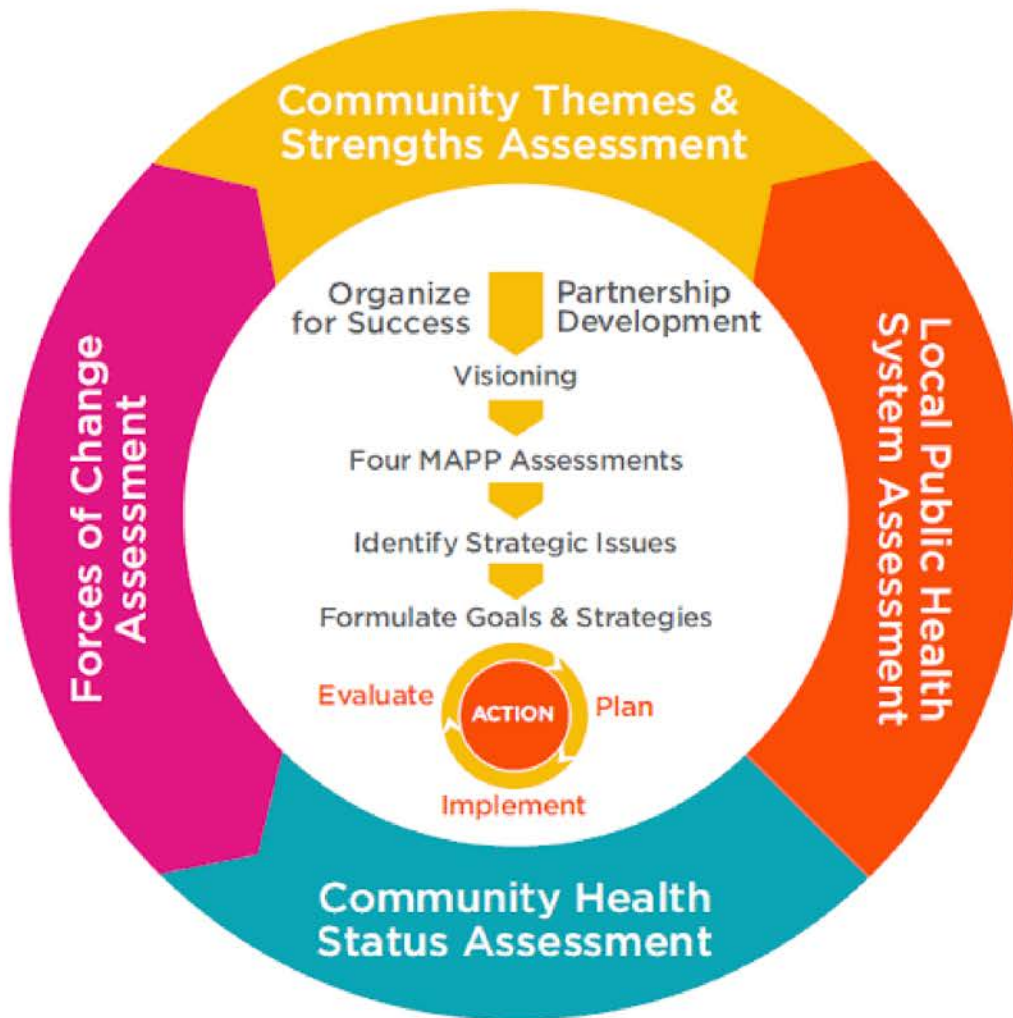 Community Themes &
Strengths Assessment
Organize
for Success
Partnership
Development
Visioning
Four MAPP Assessments
Identify Strategic Issues
Formulate Goals & Strategies
Evaluate
ACTION
Plan
Implement
Forces of Change
Assessment
Local Public Health
System Assessment
Community Health
Status Assessment